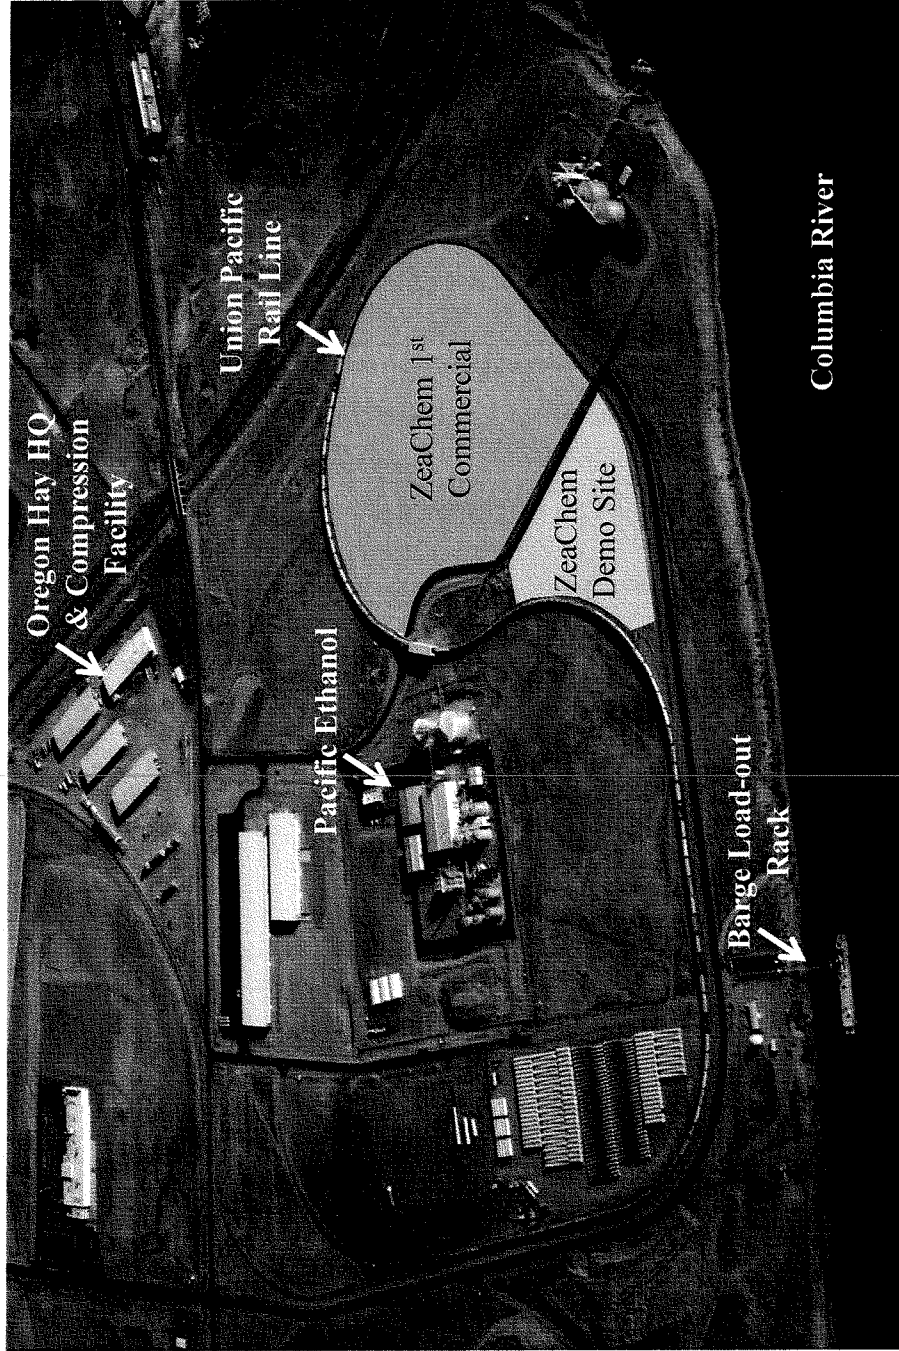 Oregon Hay HQ
& Compression
Facility
Union Pacific
Rail Line
Pacific Ethanol
ZeaChem 1st
Commercial
ZeaChem
Demo Site
Barge Load-out
Rack
Columbia River